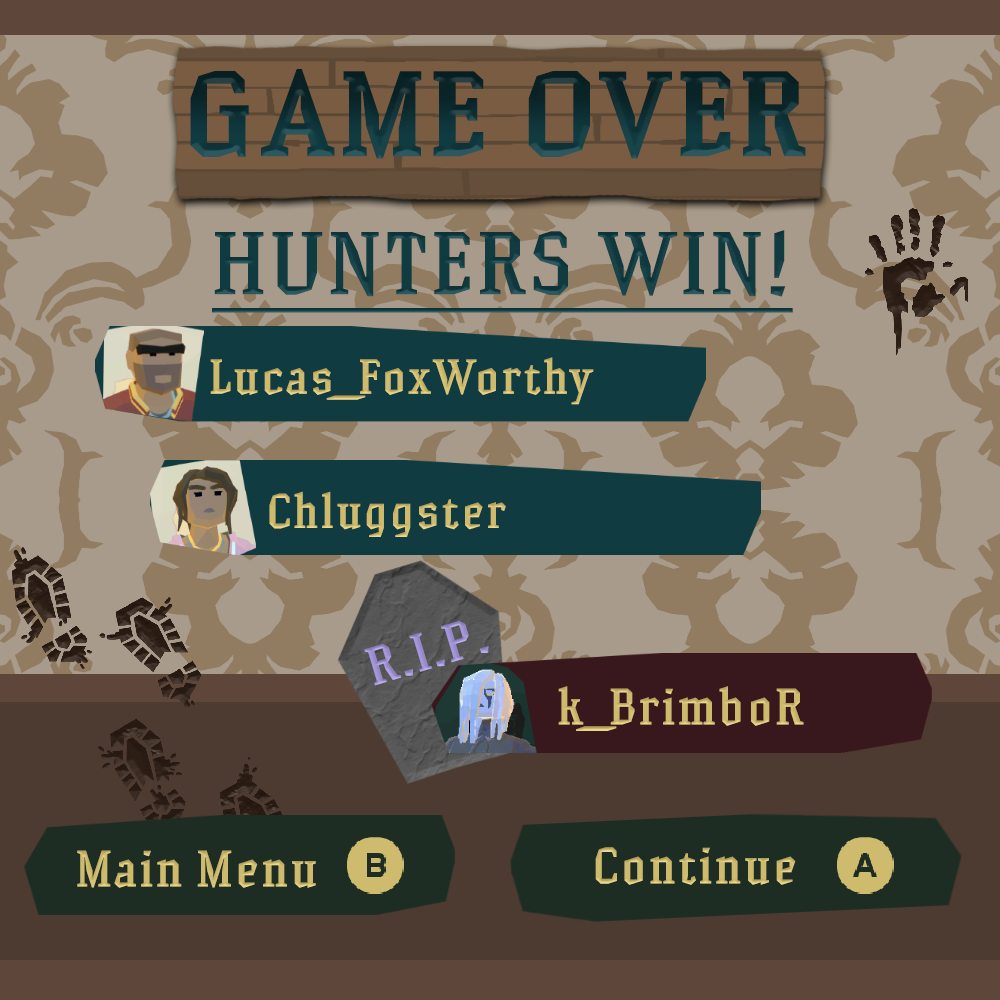 GAME OVER
HUNTERS WIN!
Lucas_FoxWorthy
Chluggster
R.I.P.
k_BrimboR
Main Menu B
Continue A